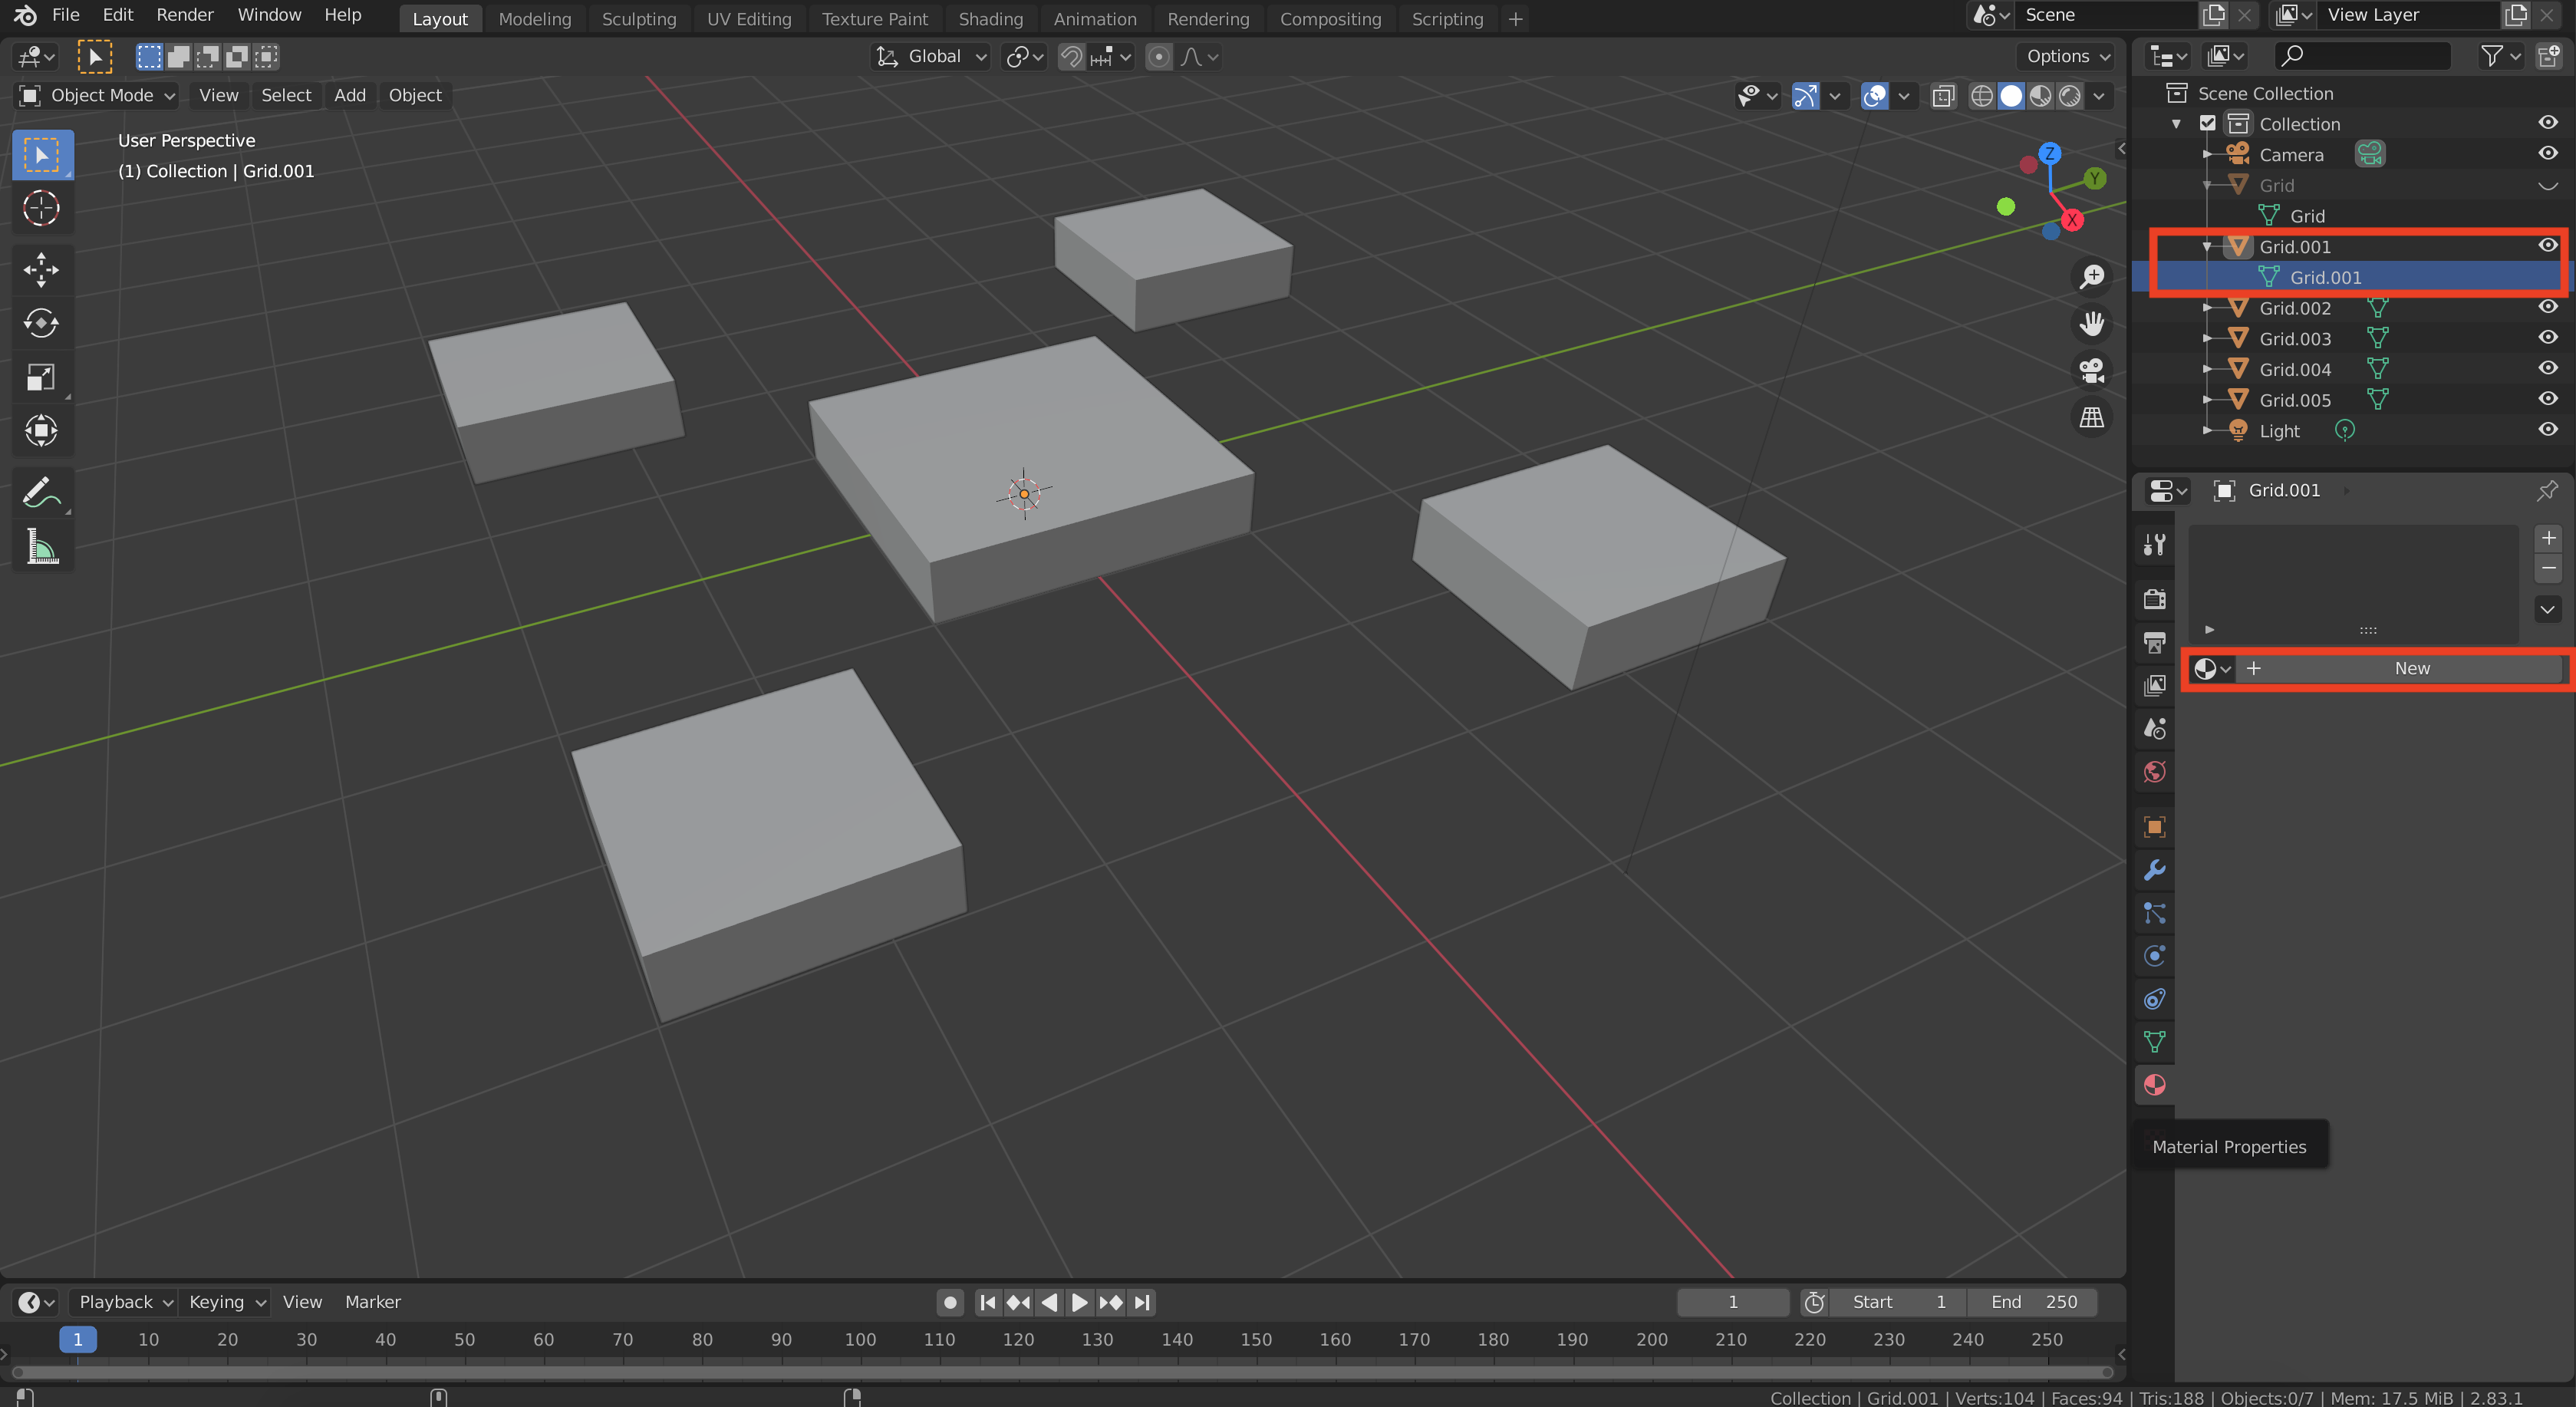 File Edit Render Window Help Layout Modeling Sculpting UV Editing Texture Paint Shading Animation Rendering Compositing Scripting + Scene View Layer
Global Options
Object Mode View Select Add Object
User Perspective
(1) Collection | Grid.001
Z
Y
X
Scene Collection
Collection
Camera
Grid
Grid
Grid.001
Grid.001
Grid.002
Grid.003
Grid.004
Grid.005
Light
Grid.001
+ New
Material Properties
Playback Keying View Marker 1 Start 1 End 250
1 10 20 30 40 50 60 70 80 90 100 110 120 130 140 150 160 170 180 190 200 210 220 230 240 250
Collection | Grid.001 | Verts:104 | Faces:94 | Tris:188 | Objects:0/7 | Mem: 17.5 MiB | 2.83.1